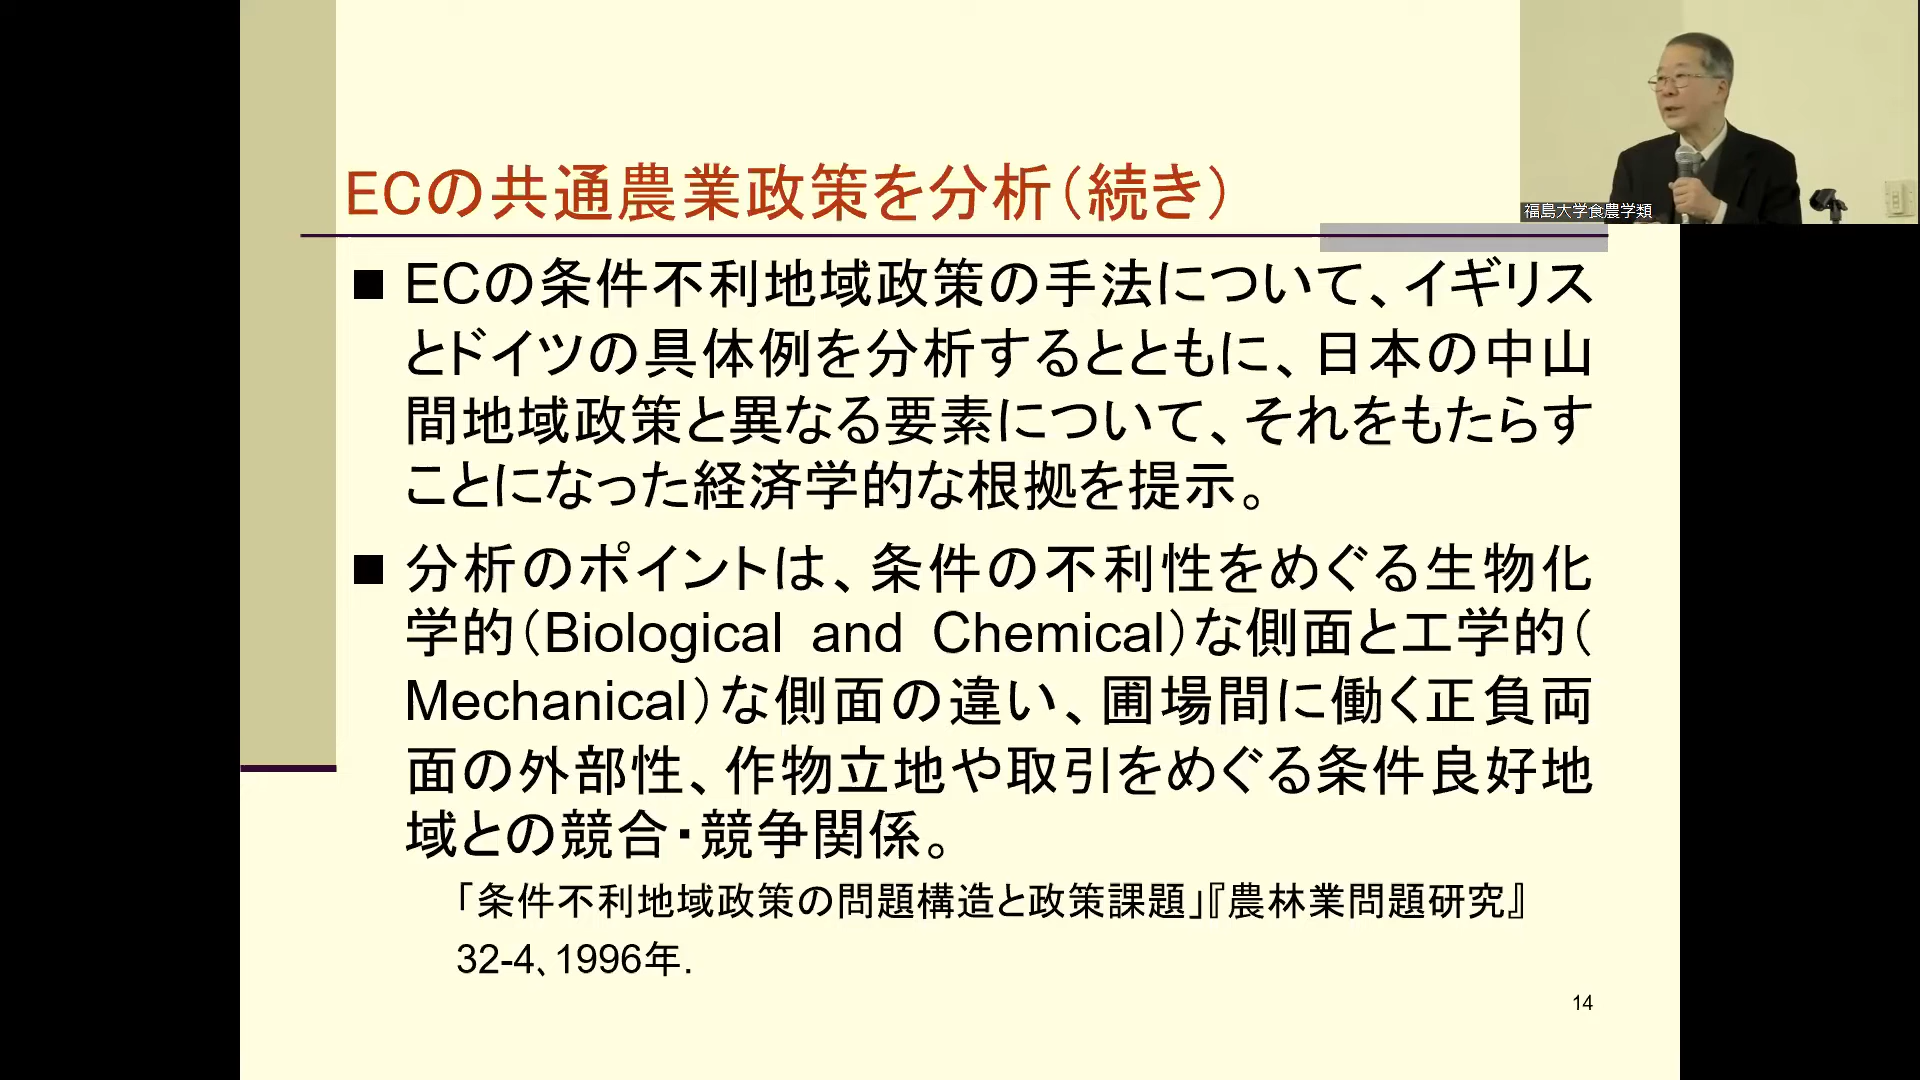 ECの共通農業政策を分析（続き）
福島大学食農学類
■ ECの条件不利地域政策の手法について、イギリス
とドイツの具体例を分析するとともに、日本の中山
間地域政策と異なる要素について、それをもたらす
ことになった経済学的な根拠を提示。
■ 分析のポイントは、条件の不利性をめぐる生物化
学的（Biological and Chemical）な側面と工学的（
Mechanical）な側面の違い、圃場間に働く正負両
面の外部性、作物立地や取引をめぐる条件良好地
域との競合・競争関係。
「条件不利地域政策の問題構造と政策課題」『農林業問題研究』
32-4、1996年.
14